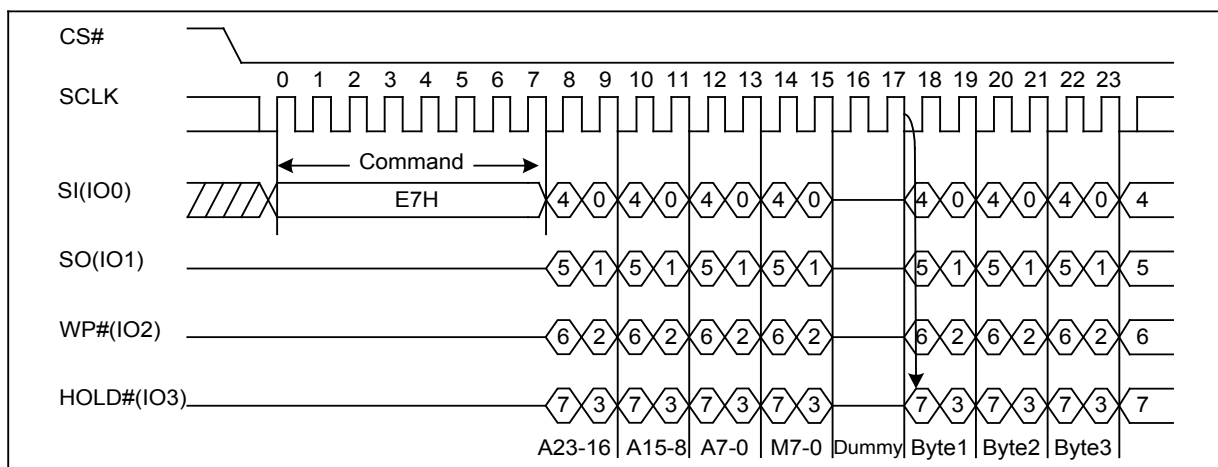 CS#
0 1 2 3 4 5 6 7 8 9 10 11 12 13 14 15 16 17 18 19 20 21 22 23
SCLK
Command
SI(IO0) E7H 4 0 4 0 4 0 4 0 4 0 4 0 4 0 4
SO(IO1) 5 1 5 1 5 1 5 1 5 1 5 1 5 1 5
WP#(IO2) 6 2 6 2 6 2 6 2 6 2 6 2 6 2 6
HOLD#(IO3) 7 3 7 3 7 3 7 3 7 3 7 3 7 3 7
A23-16 A15-8 A7-0 M7-0 Dummy Byte1 Byte2 Byte3